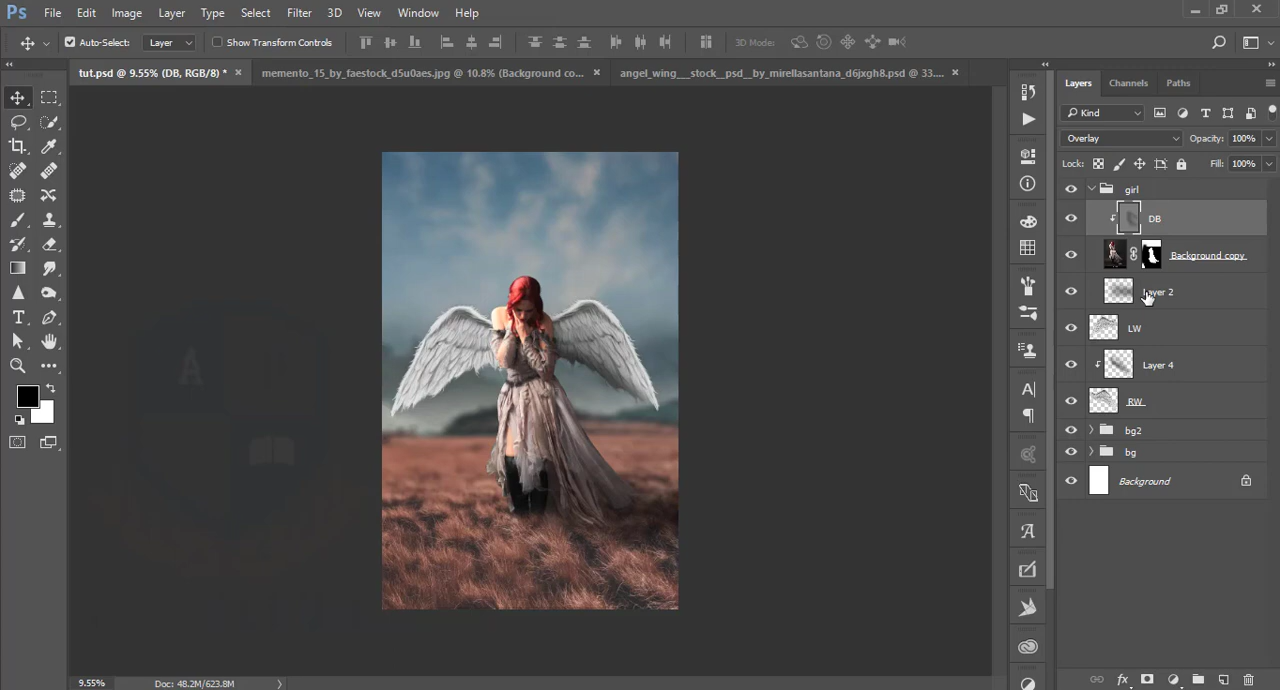 Ps File Edit Image Layer Type Select Filter 3D View Window Help
Auto-Select: Layer Show Transform Controls 3D Mode:
tut.psd @ 9.55% (DB, RGB/8) * memento_15_by_faestock_d5u0aes.jpg @ 10.8% (Background co... angel_wing___stock__psd__by_mirellasantana_d6jxgh8.psd @ 33....
Layers Channels Paths
Kind
Overlay Opacity: 100%
Lock: Fill: 100%
girl
DB
Background copy
Layer 2
LW
Layer 4
RW
bg2
bg
Background
9.55% Doc: 48.2M/623.8M